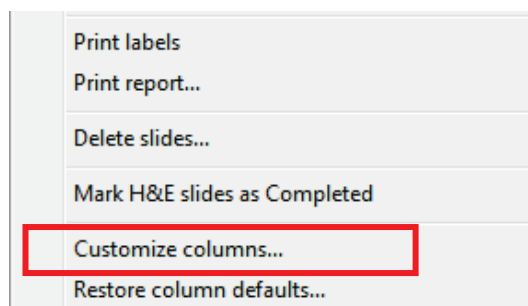 Print labels
Print report...
Delete slides...
Mark H&E slides as Completed
Customize columns...
Restore column defaults...